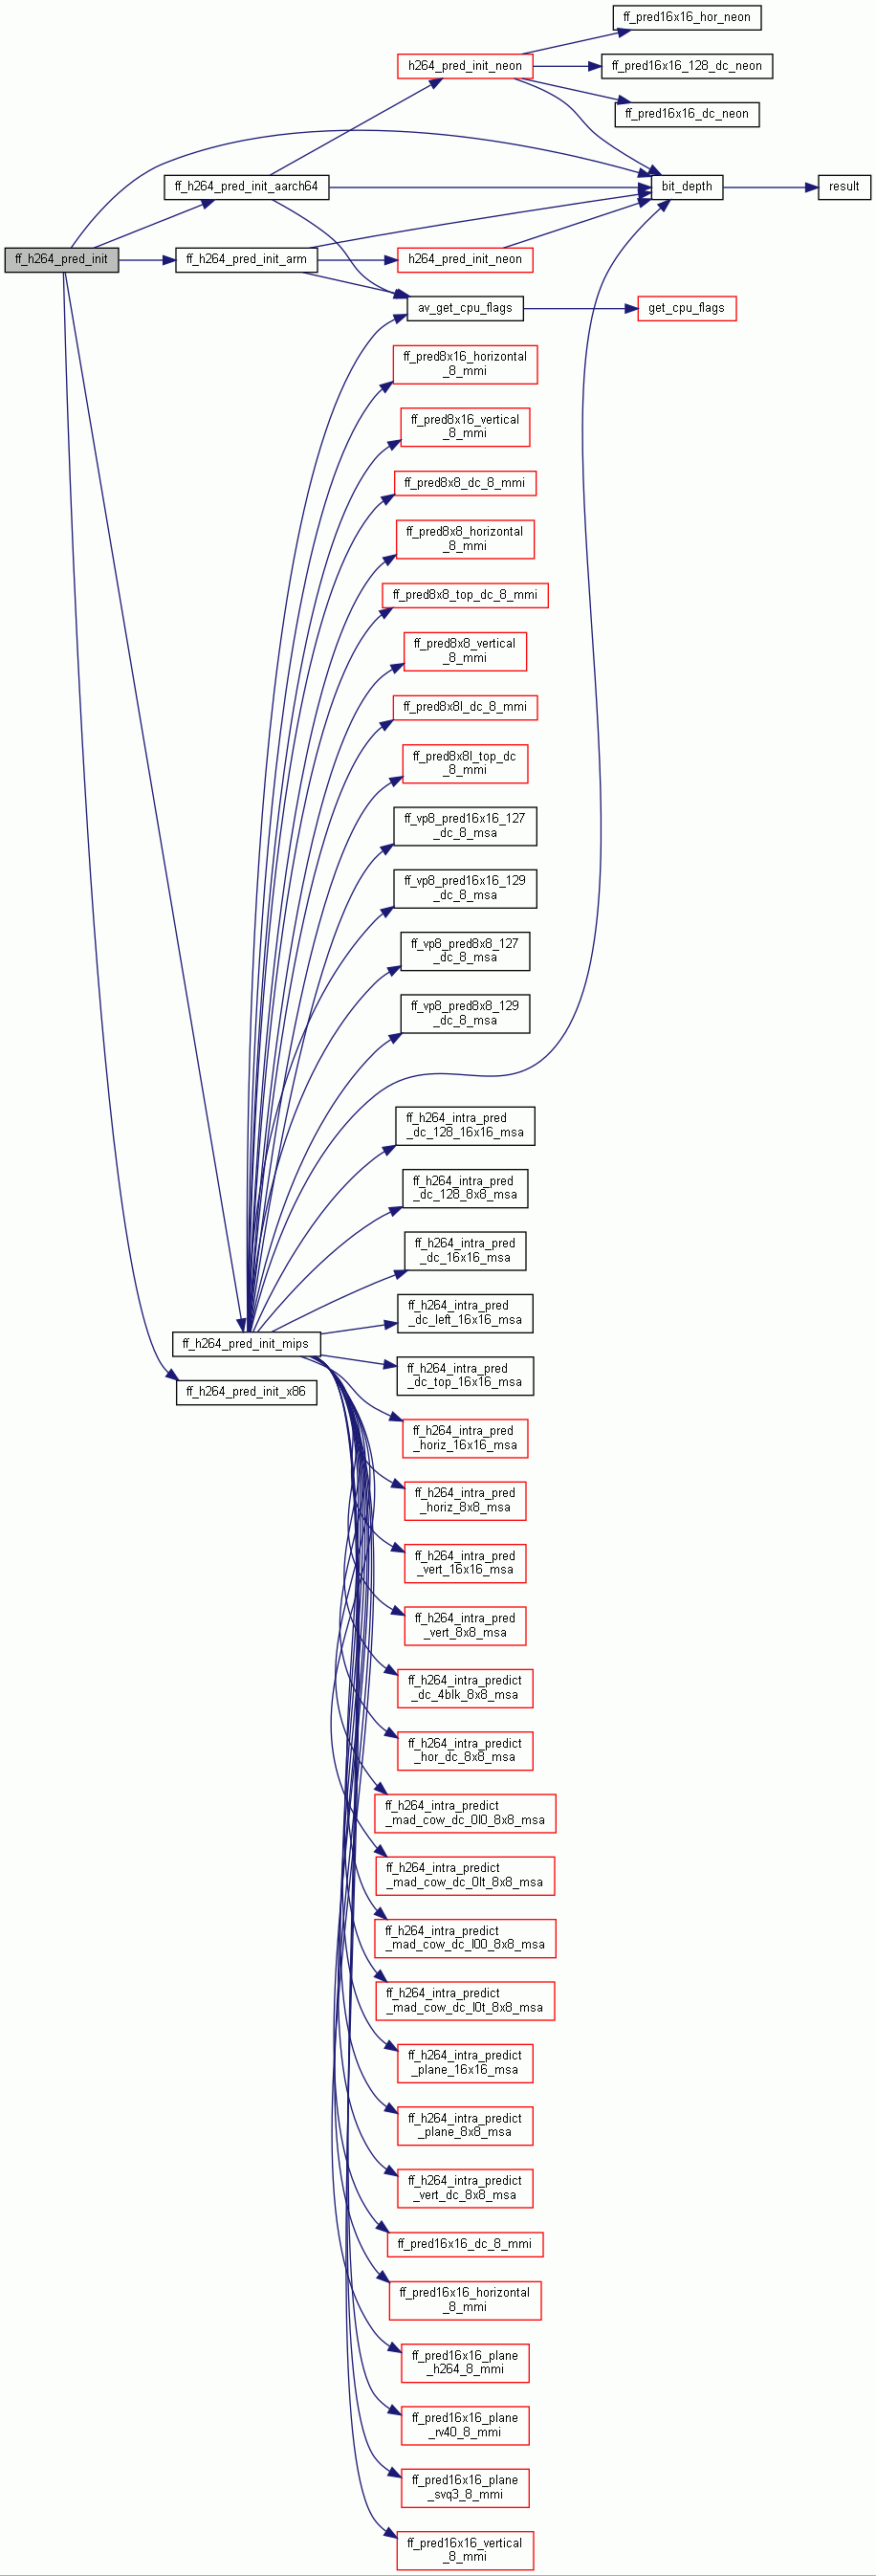 ff_pred16x16_hor_neon
h264_pred_init_neon
ff_pred16x16_128_dc_neon
ff_pred16x16_dc_neon
ff_h264_pred_init_aarch64
bit_depth
result
ff_h264_pred_init
ff_h264_pred_init_arm
h264_pred_init_neon
av_get_cpu_flags
get_cpu_flags
ff_pred8x16_horizontal
_8_mmi
ff_pred8x16_vertical
_8_mmi
ff_pred8x8_dc_8_mmi
ff_pred8x8_horizontal
_8_mmi
ff_pred8x8_top_dc_8_mmi
ff_pred8x8_vertical
_8_mmi
ff_pred8x8l_dc_8_mmi
ff_pred8x8l_top_dc
_8_mmi
ff_vp8_pred16x16_127
_dc_8_msa
ff_vp8_pred16x16_129
_dc_8_msa
ff_vp8_pred8x8_127
_dc_8_msa
ff_vp8_pred8x8_129
_dc_8_msa
ff_h264_intra_pred
_dc_128_16x16_msa
ff_h264_intra_pred
_dc_128_8x8_msa
ff_h264_intra_pred
_dc_16x16_msa
ff_h264_intra_pred
_dc_left_16x16_msa
ff_h264_pred_init_mips
ff_h264_intra_pred
_dc_top_16x16_msa
ff_h264_pred_init_x86
ff_h264_intra_pred
_horiz_16x16_msa
ff_h264_intra_pred
_horiz_8x8_msa
ff_h264_intra_pred
_vert_16x16_msa
ff_h264_intra_pred
_vert_8x8_msa
ff_h264_intra_predict
_dc_4blk_8x8_msa
ff_h264_intra_predict
_hor_dc_8x8_msa
ff_h264_intra_predict
_mad_cow_dc_0l0_8x8_msa
ff_h264_intra_predict
_mad_cow_dc_0lt_8x8_msa
ff_h264_intra_predict
_mad_cow_dc_l00_8x8_msa
ff_h264_intra_predict
_mad_cow_dc_l0t_8x8_msa
ff_h264_intra_predict
_plane_16x16_msa
ff_h264_intra_predict
_plane_8x8_msa
ff_h264_intra_predict
_vert_dc_8x8_msa
ff_pred16x16_dc_8_mmi
ff_pred16x16_horizontal
_8_mmi
ff_pred16x16_plane
_h264_8_mmi
ff_pred16x16_plane
_rv40_8_mmi
ff_pred16x16_plane
_svq3_8_mmi
ff_pred16x16_vertical
_8_mmi